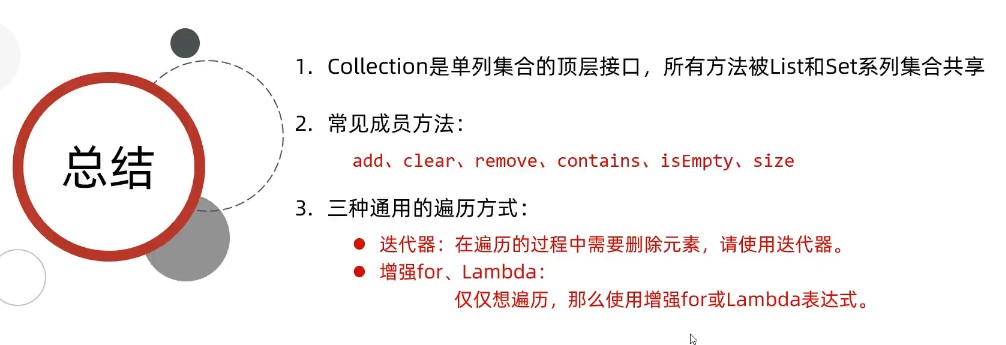 总结
1. Collection是单列集合的顶层接口，所有方法被List和Set系列集合共享
2. 常见成员方法：
add、clear、remove、contains、isEmpty、size
3. 三种通用的遍历方式：
● 迭代器：在遍历的过程中需要删除元素，请使用迭代器。
● 增强for、Lambda：
仅仅想遍历，那么使用增强for或Lambda表达式。